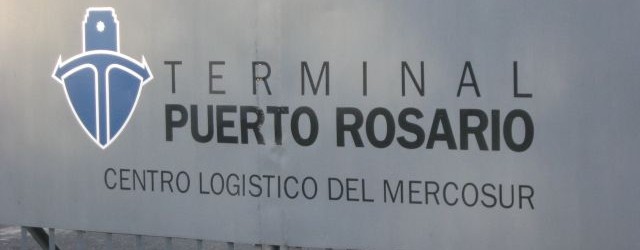 TERMINAL
PUERTO ROSARIO
CENTRO LOGISTICO DEL MERCOSUR